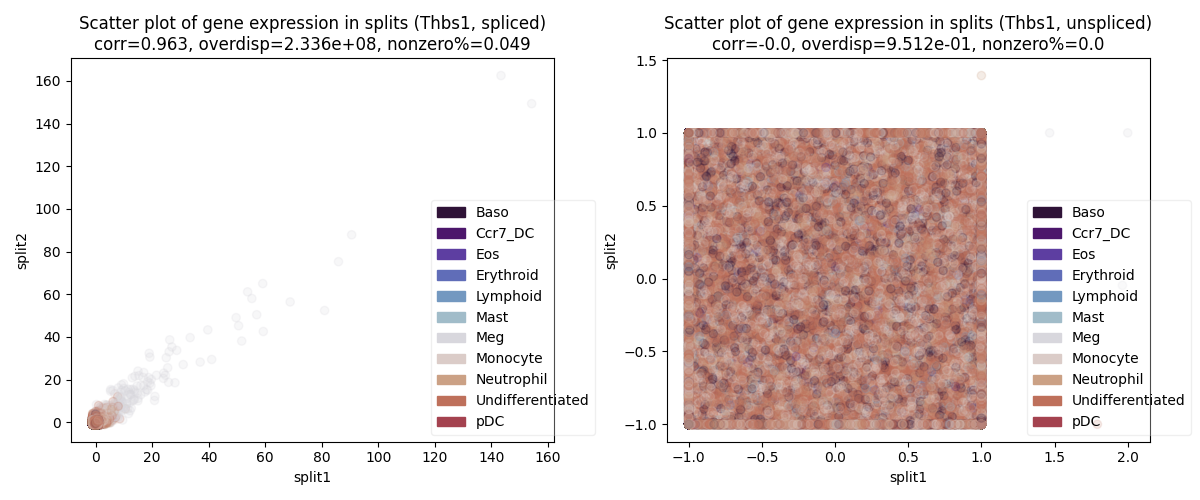 Scatter plot of gene expression in splits (Thbs1, spliced)
corr=0.963, overdisp=2.336e+08, nonzero%=0.049
160
140
120
100
80
60
40
20
0
split2
0
20
40
60
80
100
120
140
160
split1
Baso
Ccr7_DC
Eos
Erythroid
Lymphoid
Mast
Meg
Monocyte
Neutrophil
Undifferentiated
pDC
Scatter plot of gene expression in splits (Thbs1, unspliced)
corr=-0.0, overdisp=9.512e-01, nonzero%=0.0
1.5
1.0
0.5
0.0
−0.5
−1.0
split2
−1.0
−0.5
0.0
0.5
1.0
1.5
2.0
split1
Baso
Ccr7_DC
Eos
Erythroid
Lymphoid
Mast
Meg
Monocyte
Neutrophil
Undifferentiated
pDC